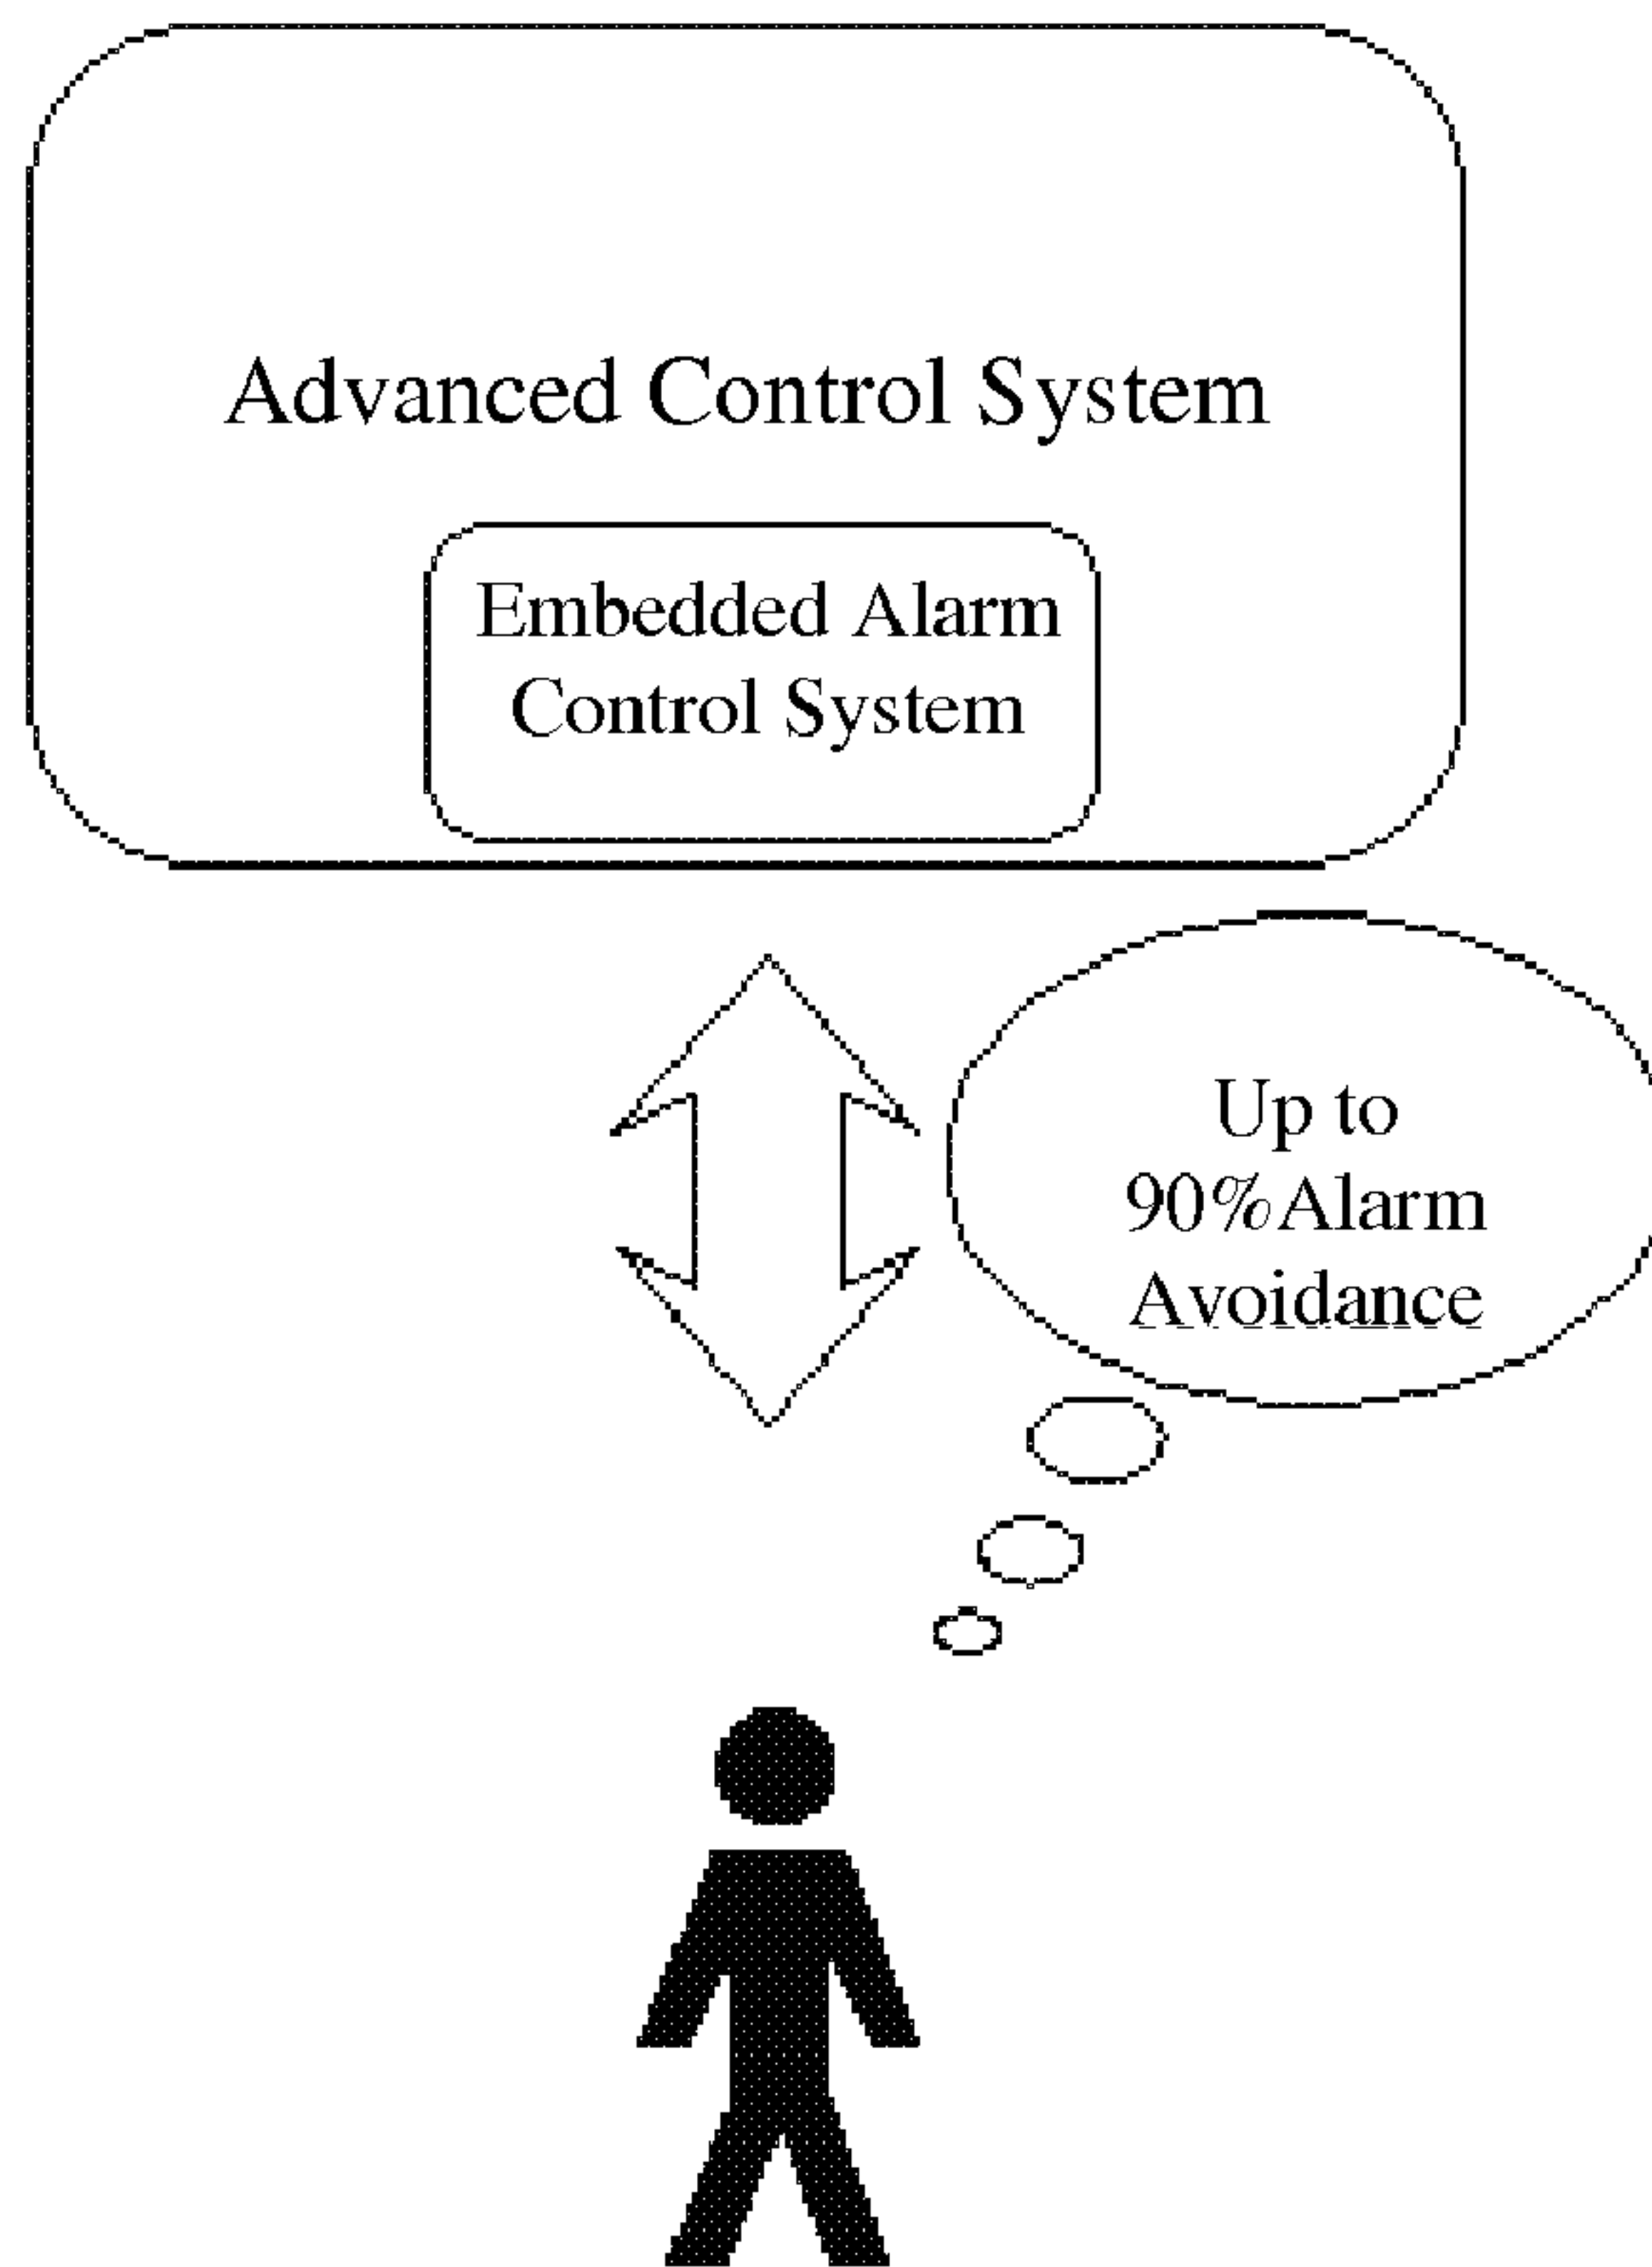 Advanced Control System
Embedded Alarm
Control System
Up to
90%Alarm
Avoidance